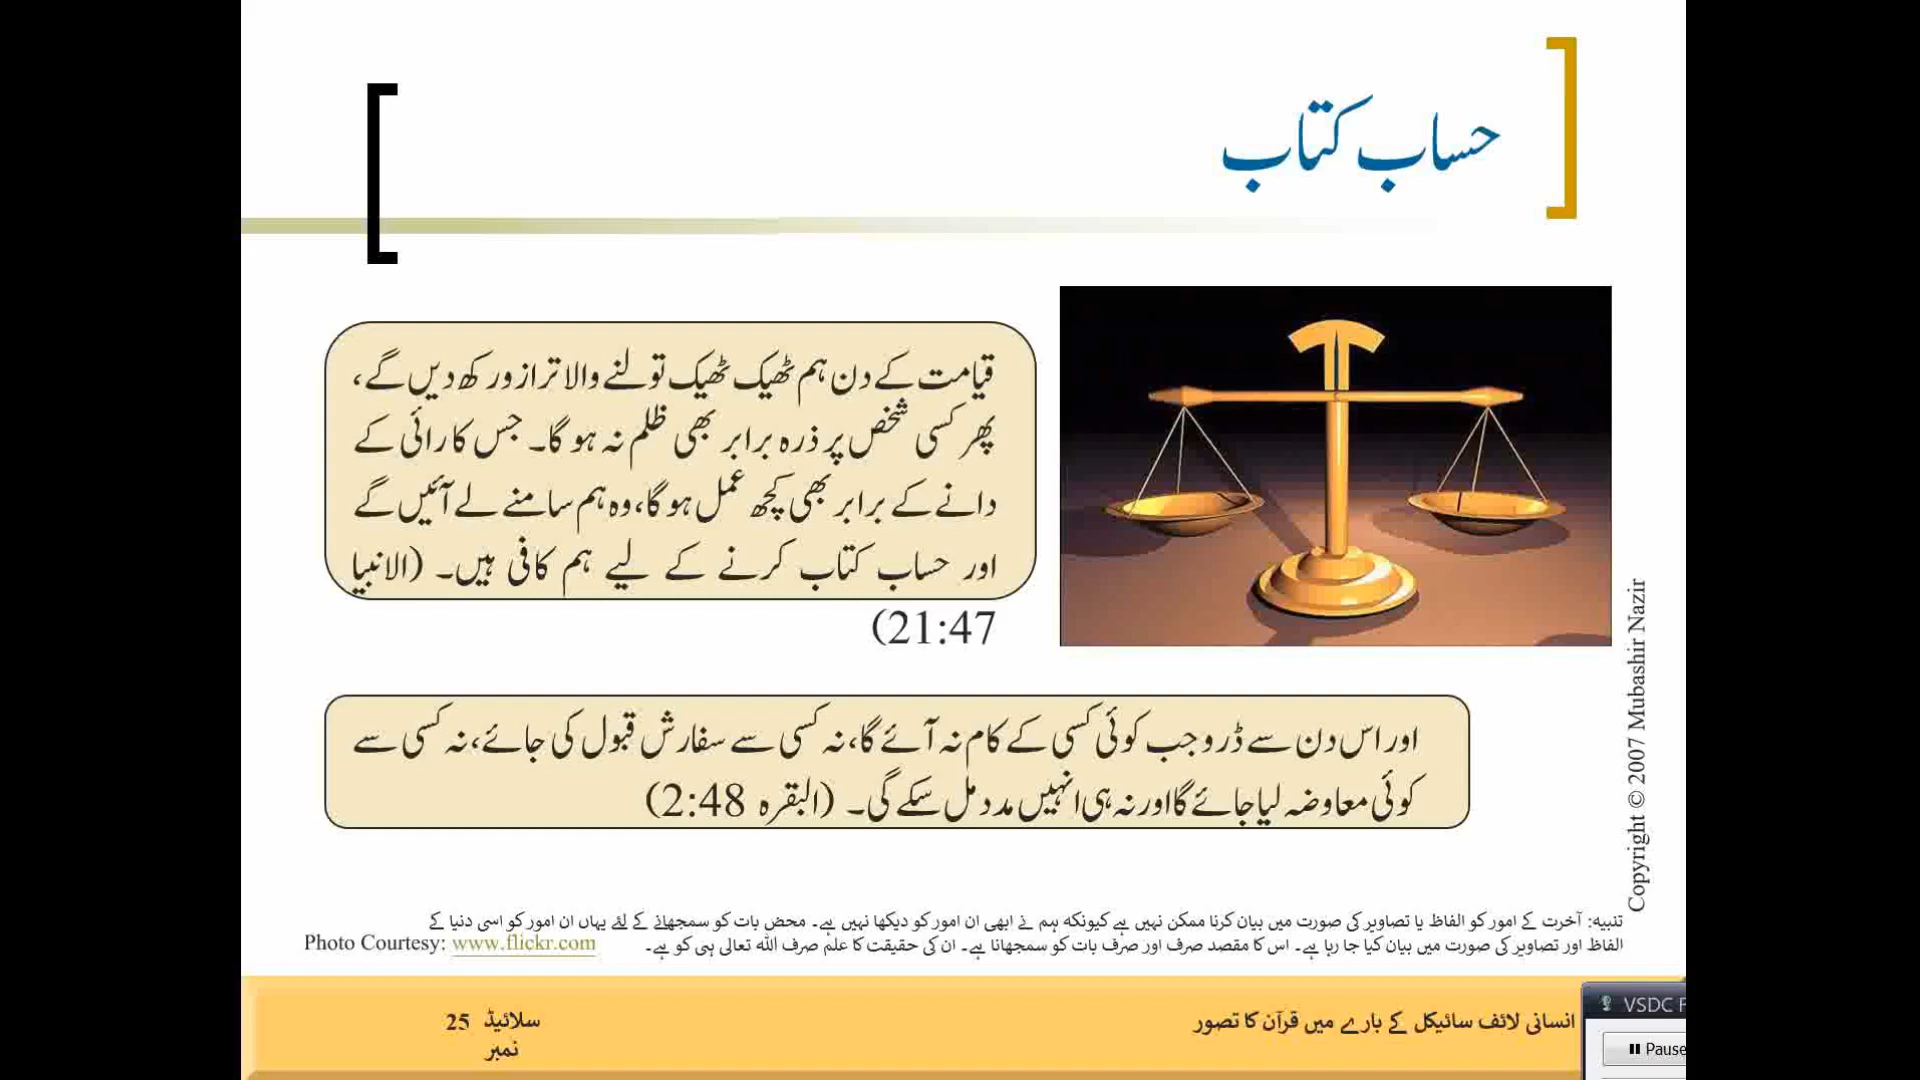 حساب کتاب
قیامت کے دن ہم ٹھیک ٹھیک تولنے والا ترازو رکھ دیں گے،
پھر کسی شخص پر ذرہ برابر بھی ظلم نہ ہو گا۔ جس کا رائی کے
دانے کے برابر بھی کچھ عمل ہو گا، وہ ہم سامنے لے آئیں گے
اور حساب کتاب کرنے کے لیے ہم کافی ہیں۔ (الانبیا
21:47)
اور اس دن سے ڈرو جب کوئی کسی کے کام نہ آئے گا، نہ کسی سے سفارش قبول کی جائے، نہ کسی سے
کوئی معاوضہ لیا جائے گا اور نہ ہی انہیں مدد مل سکے گی۔ (البقرہ 2:48)
Copyright © 2007 Mubashir Nazir
تنبیہ: آخرت کے امور کو الفاظ یا تصاویر کی صورت میں بیان کرنا ممکن نہیں ہے کیونکہ ہم نے ابھی ان امور کو دیکھا نہیں ہے۔ محض بات کو سمجھانے کے لئے یہاں ان امور کو اسی دنیا کے
الفاظ اور تصاویر کی صورت میں بیان کیا جا رہا ہے۔ اس کا مقصد صرف اور صرف بات کو سمجھانا ہے۔ ان کی حقیقت کا علم صرف اللہ تعالی ہی کو ہے۔
Photo Courtesy: www.flickr.com
انسانی لائف سائیکل کے بارے میں قرآن کا تصور
سلائیڈ 25
نمبر
VSDC F
Pause